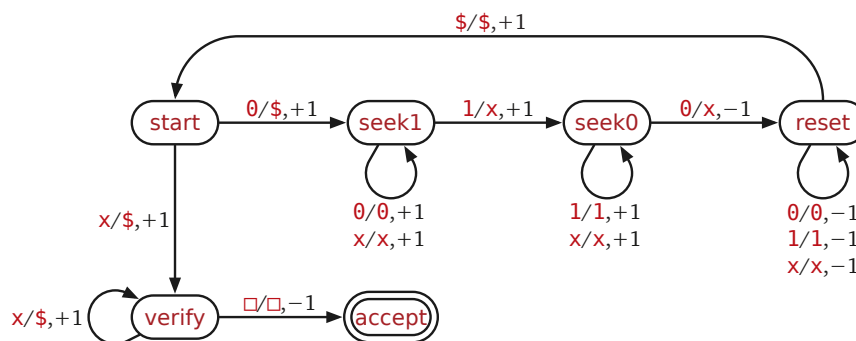 $/$,+1
start
0/$,+1
seek1
1/x,+1
seek0
0/x,−1
reset
0/0,+1
x/x,+1
1/1,+1
x/x,+1
0/0,−1
1/1,−1
x/x,−1
x/$,+1
x/$,+1
verify
□/□,−1
accept